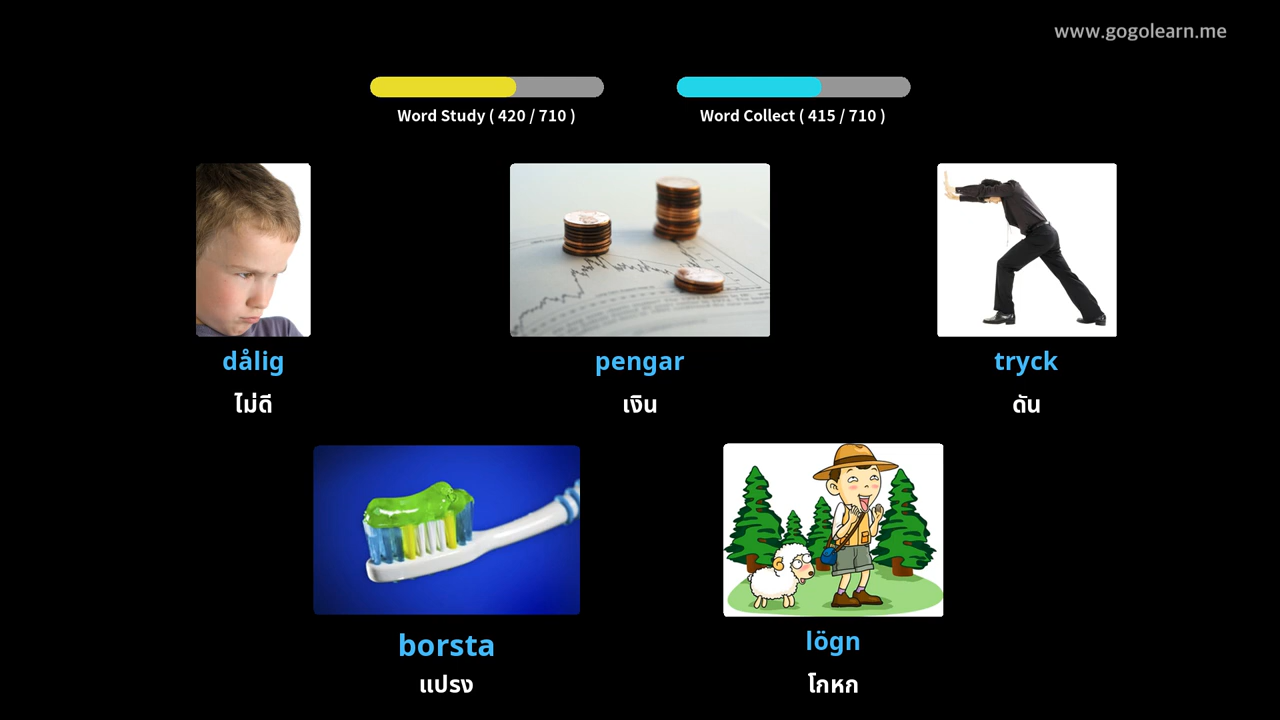 www.gogolearn.me
Word Study ( 420 / 710 )
Word Collect ( 415 / 710 )
dålig
ไม่ดี
pengar
เงิน
tryck
ดัน
borsta
แปรง
lögn
โกหก